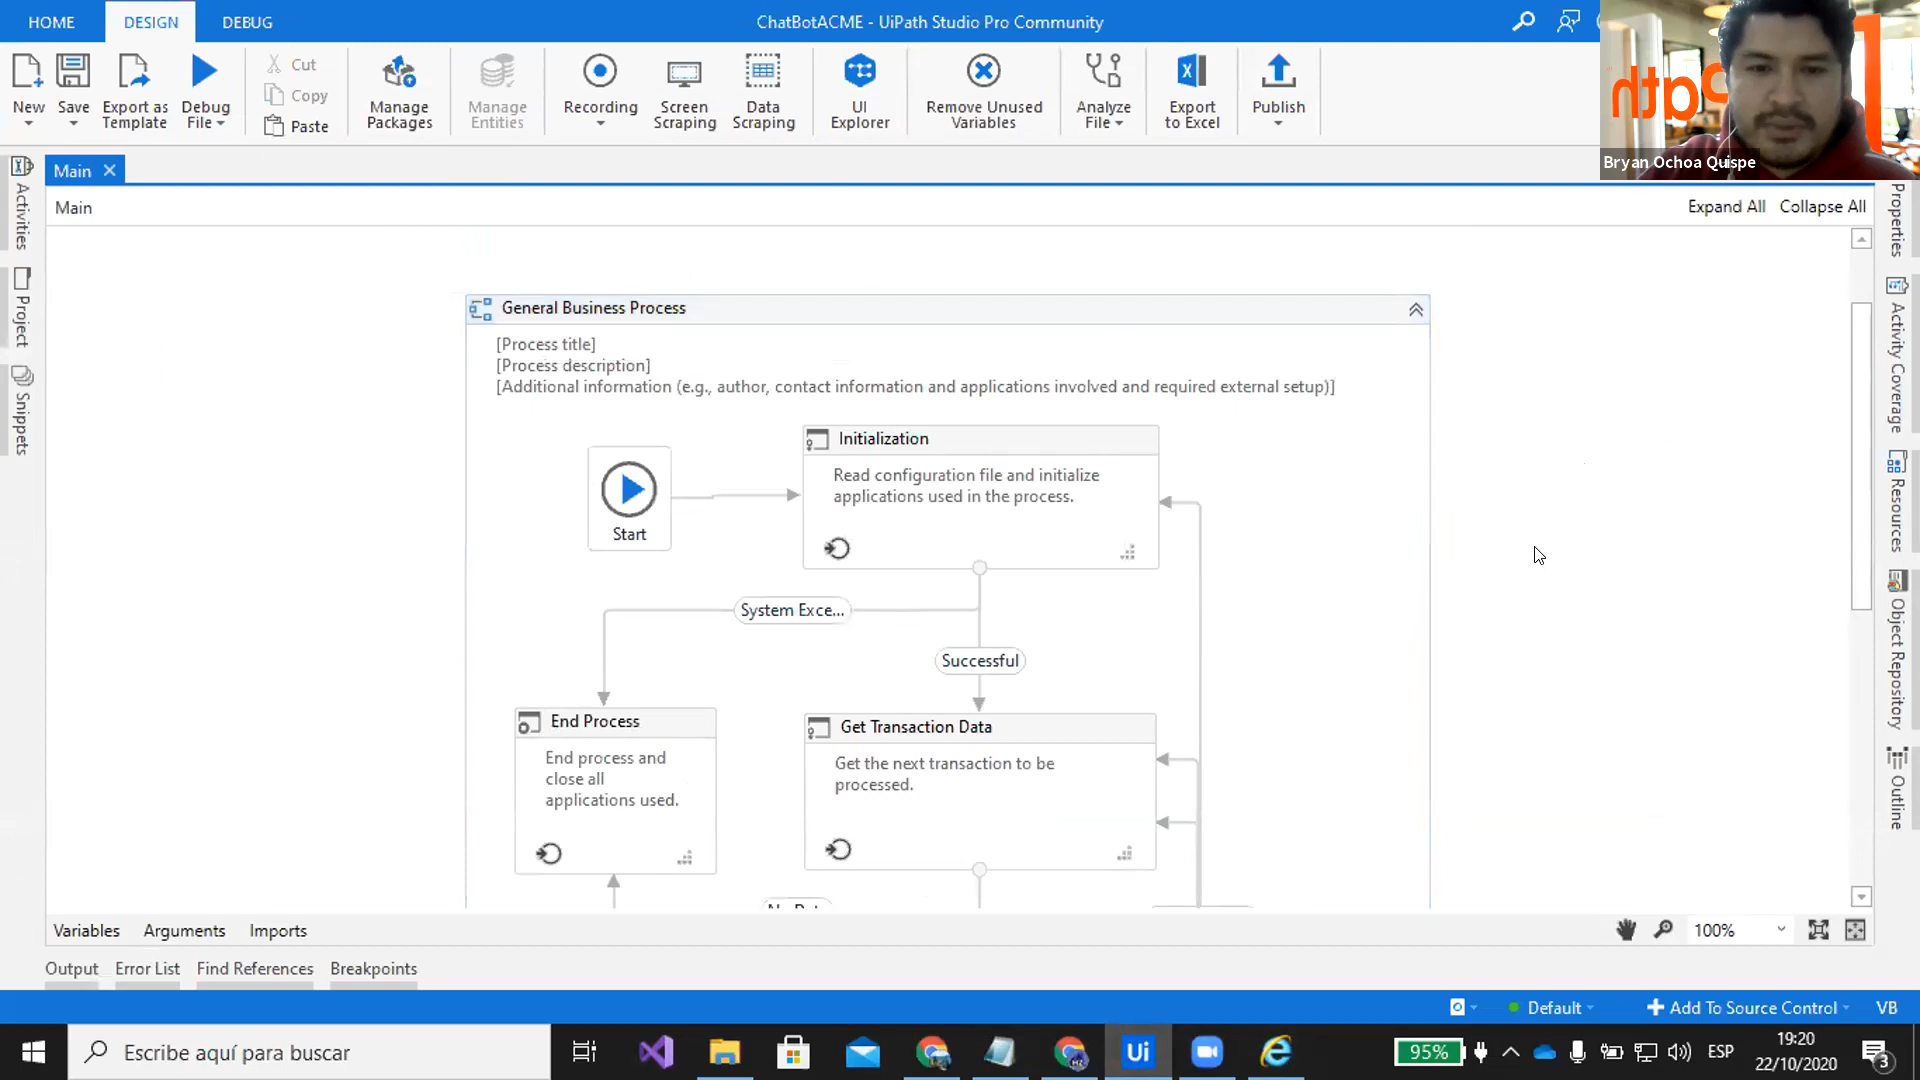 HOME
DESIGN
DEBUG
ChatBotACME - UiPath Studio Pro Community
New
Save
Export as
Template
Debug
File
Cut
Copy
Paste
Manage
Packages
Manage
Entities
Recording
Screen
Scraping
Data
Scraping
UI
Explorer
Remove Unused
Variables
Analyze
File
Export
to Excel
Publish
Bryan Ochoa Quispe
Main
Main
Expand All
Collapse All
Activities
Project
Snippets
Properties
Activity Coverage
Resources
Object Repository
Outline
General Business Process
[Process title]
[Process description]
[Additional information (e.g., author, contact information and applications involved and required external setup)]
Start
Initialization
Read configuration file and initialize
applications used in the process.
System Exce...
Successful
End Process
End process and
close all
applications used.
Get Transaction Data
Get the next transaction to be
processed.
Variables
Arguments
Imports
100%
Output
Error List
Find References
Breakpoints
Default
Add To Source Control
VB
Escribe aquí para buscar
Ui
95%
ESP
19:20
22/10/2020
3